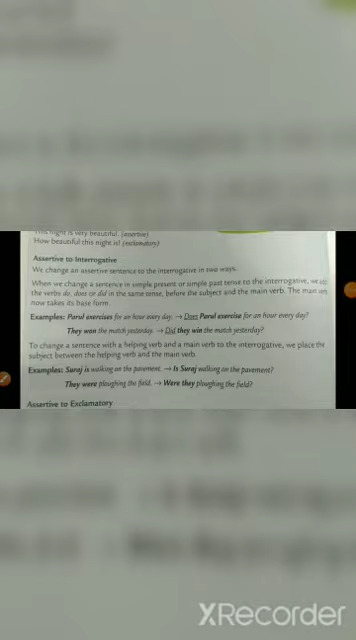 This night is very beautiful. (assertive)
How beautiful this night is! (exclamatory)
Assertive to Interrogative
We change an assertive sentence to the interrogative in two ways.
When we change a sentence in simple present or simple past tense to the interrogative, we
the verbs do, does or did in the same sense, before the subject and the main verb. The main verb
now takes its base form.
Examples: Parul exercises for an hour every day. → Does Parul exercise for an hour every day?
They won the match yesterday. → Did they win the match yesterday?
To change a sentence with a helping verb and a main verb to the interrogative, we place the
subject between the helping verb and the main verb.
Examples: Suraj is walking on the pavement. → Is Suraj walking on the pavement?
They were ploughing the field. → Were they ploughing the field?
Assertive to Exclamatory
XRecorder